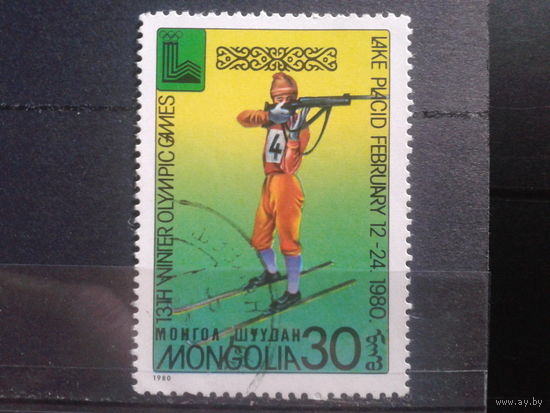 13TH WINTER OLYMPIC GAMES
LAKE PLACID FEBRUARY 12-24. 1980.
4
МОНГОЛ ШУУДАН
MONGOLIA 30
1980
www.ay.by